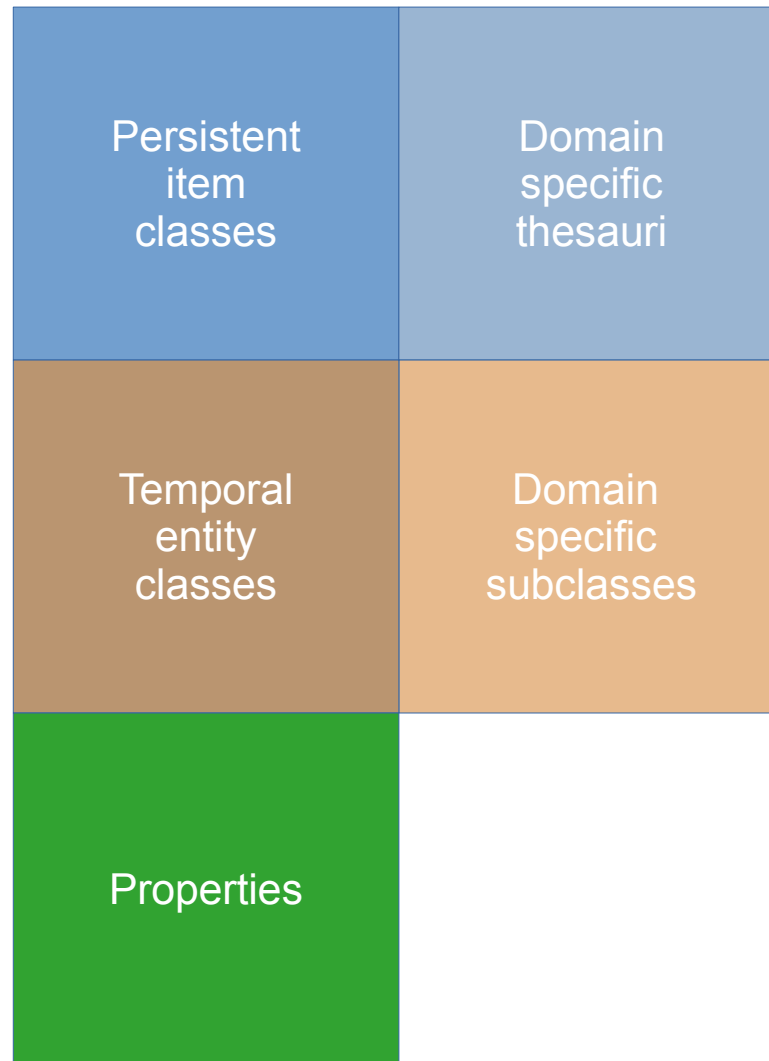 Persistent
item
classes
Domain
specific
thesauri
Temporal
entity
classes
Domain
specific
subclasses
Properties